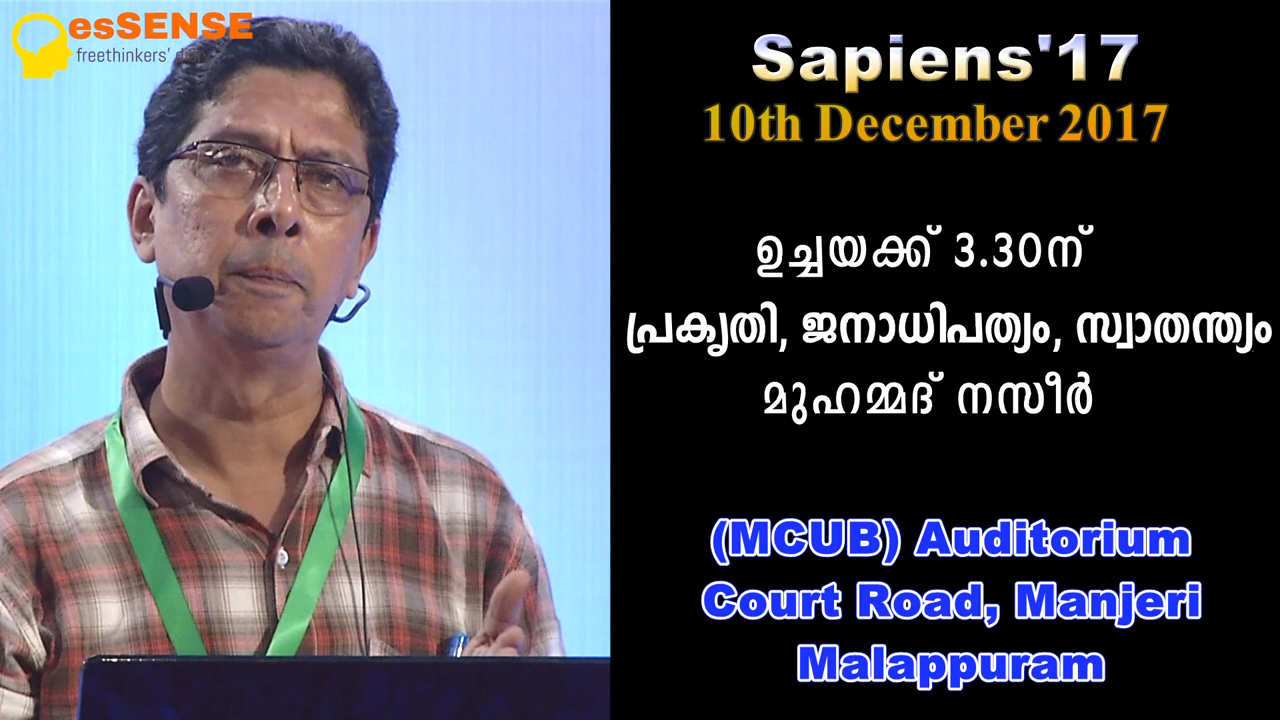 esSENSE
freethinkers'
Sapiens'17
10th December 2017
ഉച്ചയക്ക് 3.30ന്
പ്രകൃതി, ജനാധിപത്യം, സ്വാതന്ത്ര്യം
മുഹമ്മദ് നസീർ
(MCUB) Auditorium
Court Road, Manjeri
Malappuram